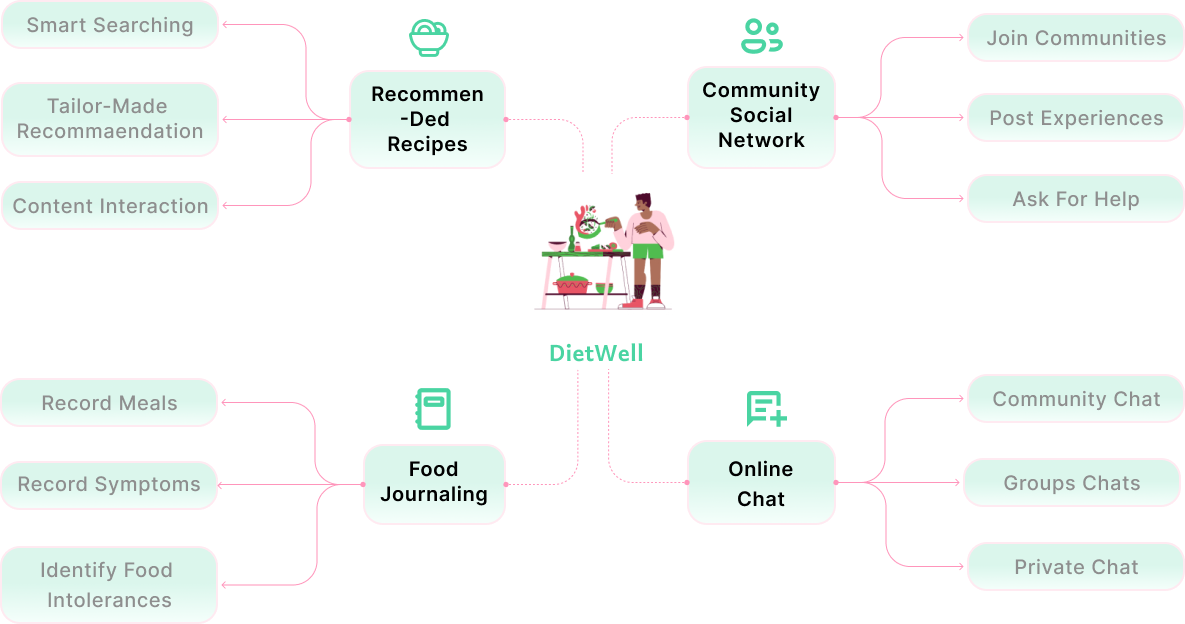 Smart Searching
Tailor-Made
Recommaendation
Content Interaction
Recommen
-Ded
Recipes
Community
Social
Network
Join Communities
Post Experiences
Ask For Help
DietWell
Record Meals
Record Symptoms
Identify Food
Intolerances
Food
Journaling
Online
Chat
Community Chat
Groups Chats
Private Chat